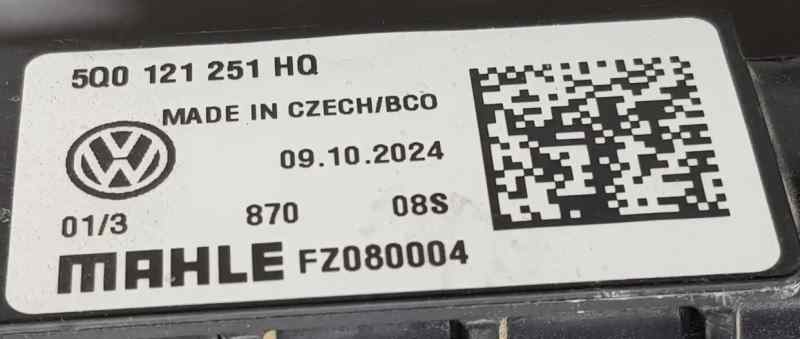 5Q0 121 251 HQ
MADE IN CZECH/BCO
09.10.2024
01/3 870 08S
MAHLE FZ080004